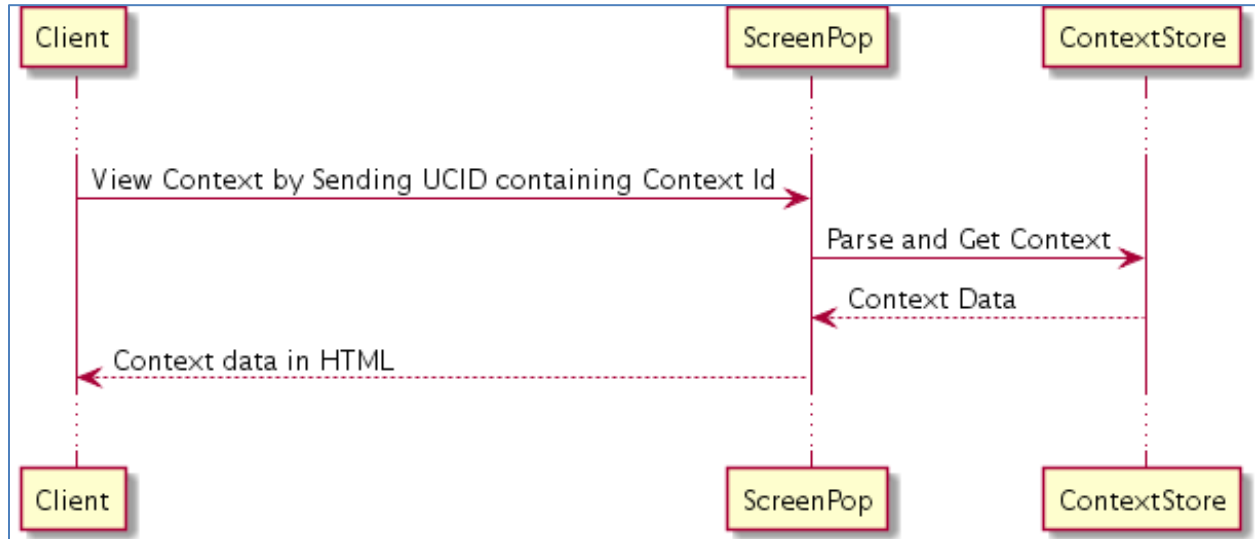 Client
ScreenPop
ContextStore
View Context by Sending UCID containing Context Id
Parse and Get Context
Context Data
Context data in HTML
Client
ScreenPop
ContextStore